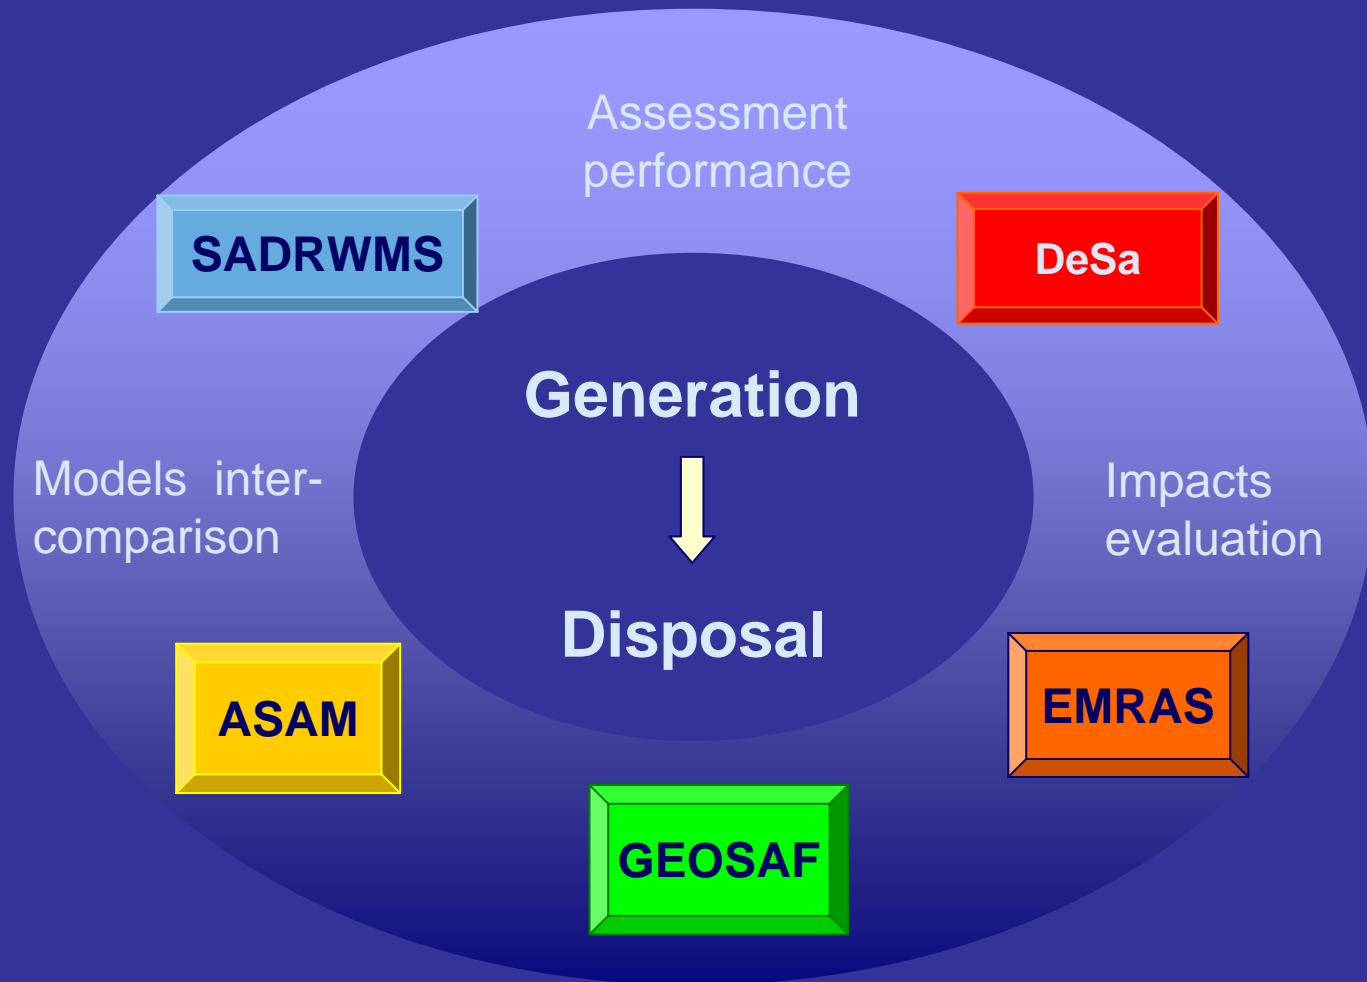 Assessment
performance
SADRWMS
DeSa
Generation
Models inter-
comparison
Impacts
evaluation
Disposal
ASAM
EMRAS
GEOSAF